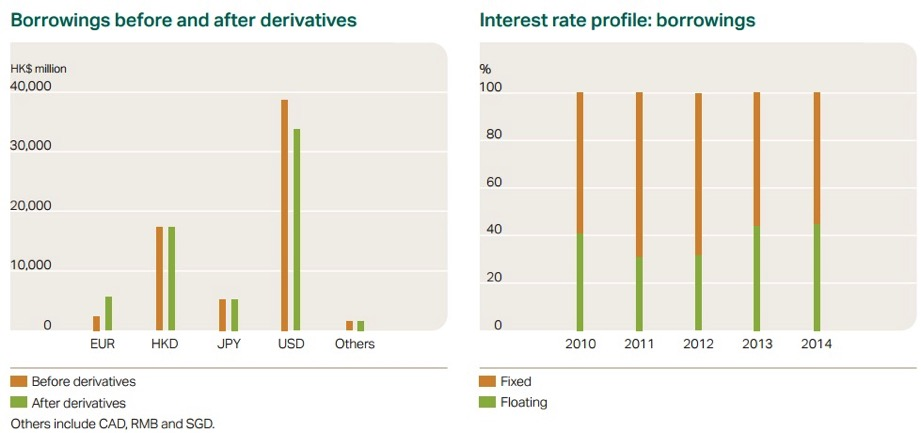 Borrowings before and after derivatives
HK$ million
40,000
30,000
20,000
10,000
0
EUR HKD JPY USD Others
Before derivatives
After derivatives
Others include CAD, RMB and SGD.
Interest rate profile: borrowings
%
100
80
60
40
20
0
2010 2011 2012 2013 2014
Fixed
Floating